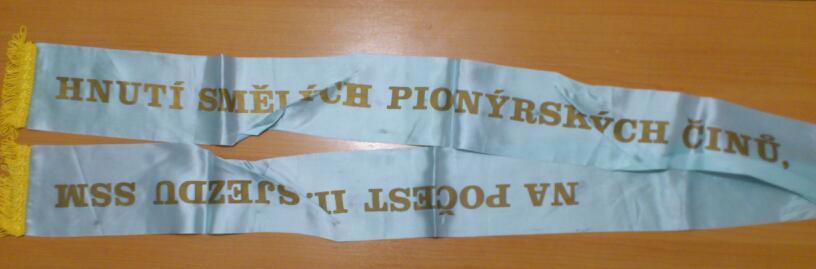 HNUTÍ SMĚLÝCH PIONÝRSKÝCH ČINŮ,
NA POČEST II. SJEZDU SSM